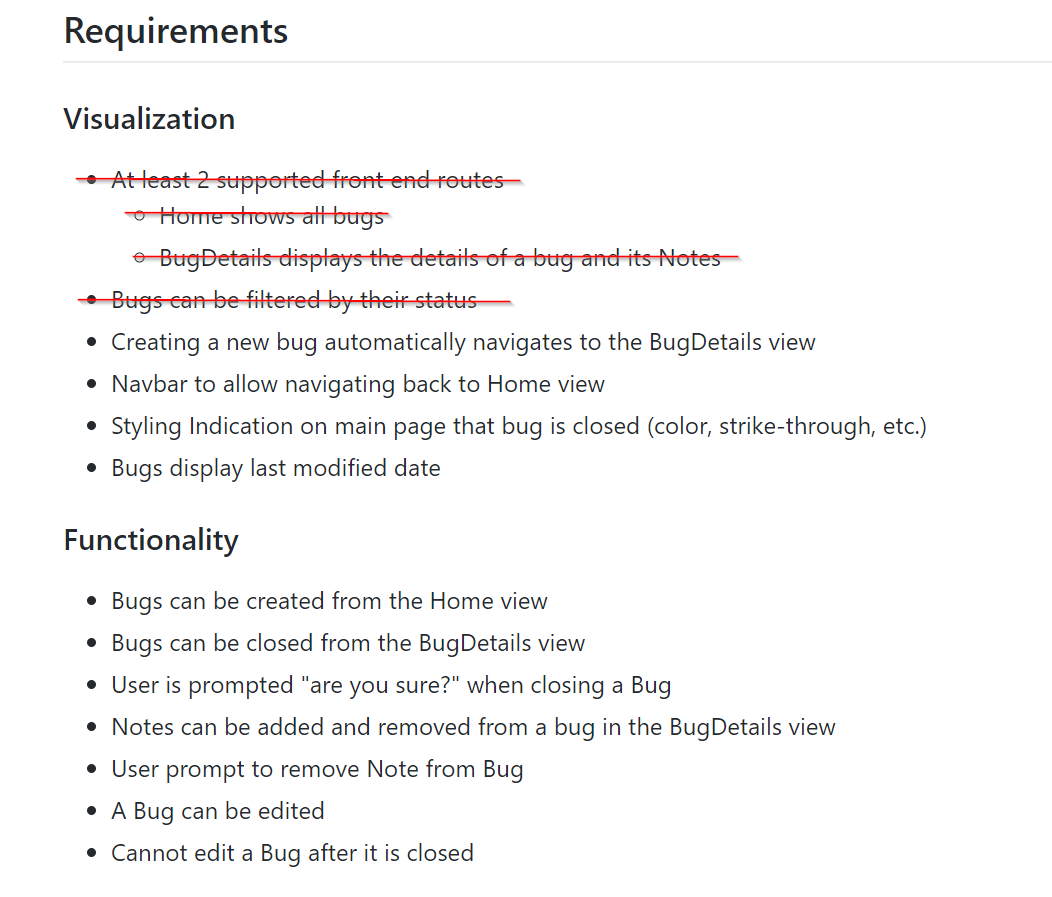 Requirements
Visualization
At least 2 supported front end routes
Home shows all bugs
BugDetails displays the details of a bug and its Notes
Bugs can be filtered by their status
Creating a new bug automatically navigates to the BugDetails view
Navbar to allow navigating back to Home view
Styling Indication on main page that bug is closed (color, strike-through, etc.)
Bugs display last modified date
Functionality
Bugs can be created from the Home view
Bugs can be closed from the BugDetails view
User is prompted "are you sure?" when closing a Bug
Notes can be added and removed from a bug in the BugDetails view
User prompt to remove Note from Bug
A Bug can be edited
Cannot edit a Bug after it is closed